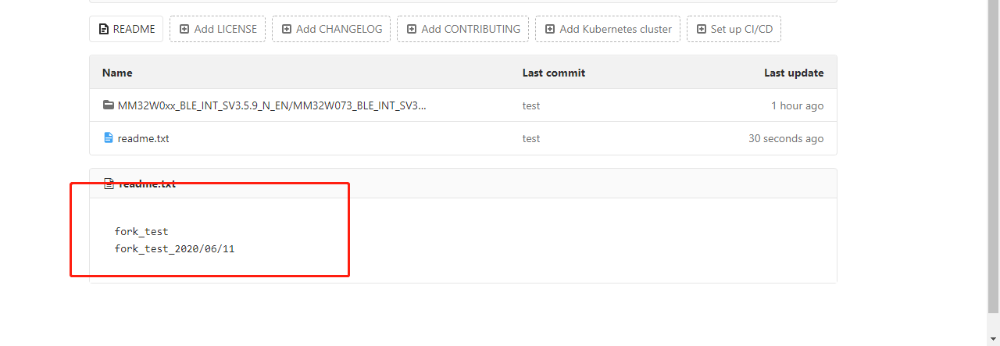 README Add LICENSE Add CHANGELOG Add CONTRIBUTING Add Kubernetes cluster Set up CI/CD
Name Last commit Last update
MM32W0xx_BLE_INT_SV3.5.9_N_EN/MM32W073_BLE_INT_SV3... test 1 hour ago
readme.txt test 30 seconds ago
readme.txt
fork_test
fork_test_2020/06/11